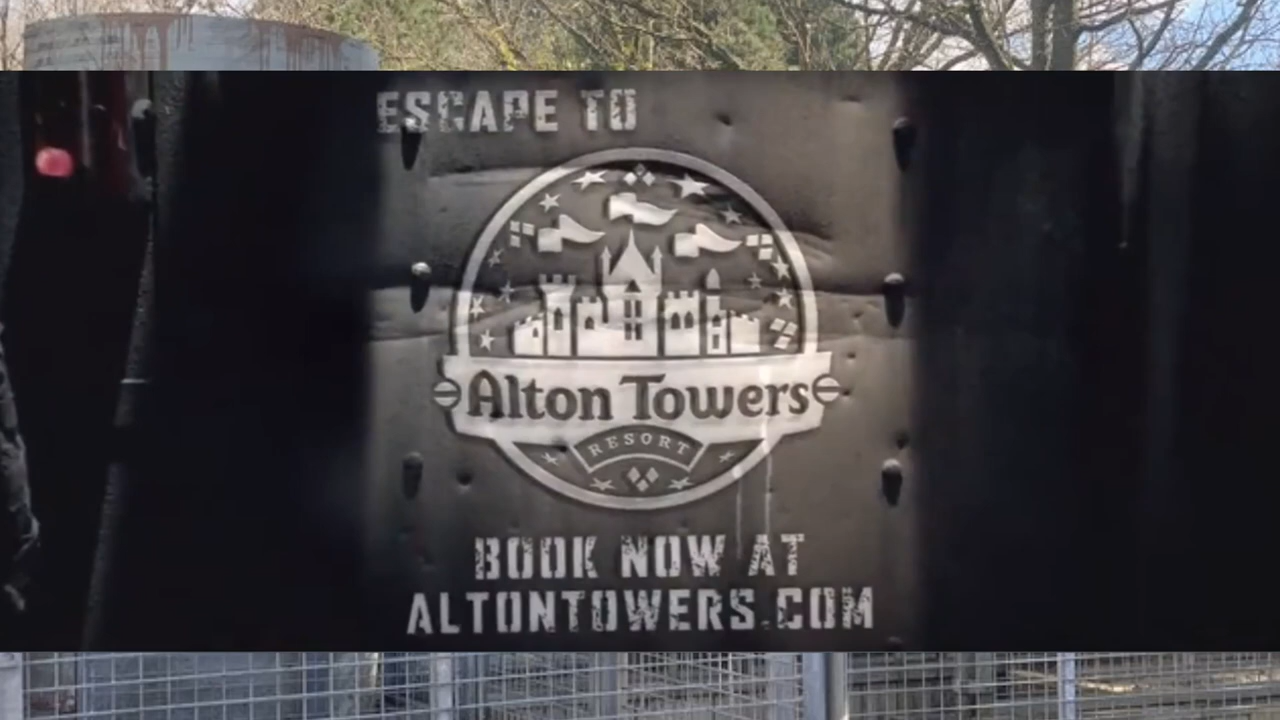 ESCAPE TO
Alton Towers
RESORT
BOOK NOW AT
ALTONTOWERS.COM